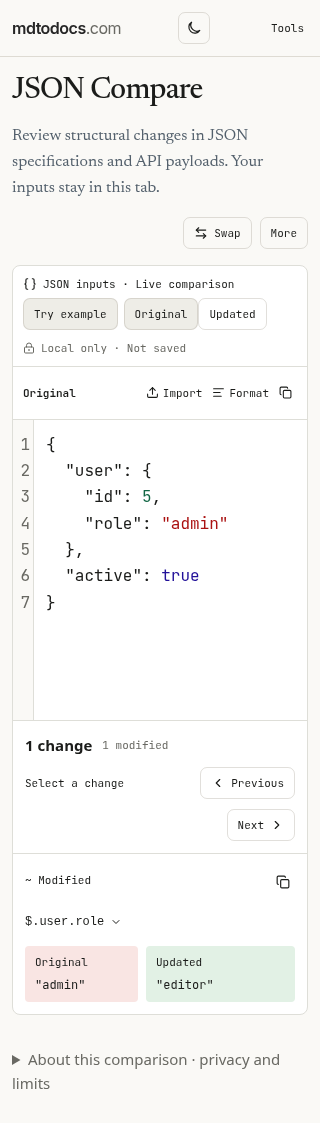 mdtodocs.com
Tools
JSON Compare
Review structural changes in JSON
specifications and API payloads. Your
inputs stay in this tab.
Swap
More
{} JSON inputs · Live comparison
Try example
Original
Updated
Local only · Not saved
Original
Import
Format
1 {
2 "user": {
3 "id": 5,
4 "role": "admin"
5 },
6 "active": true
7 }
1 change 1 modified
Select a change
Previous
Next
~ Modified
$.user.role
Original
"admin"
Updated
"editor"
About this comparison · privacy and
limits